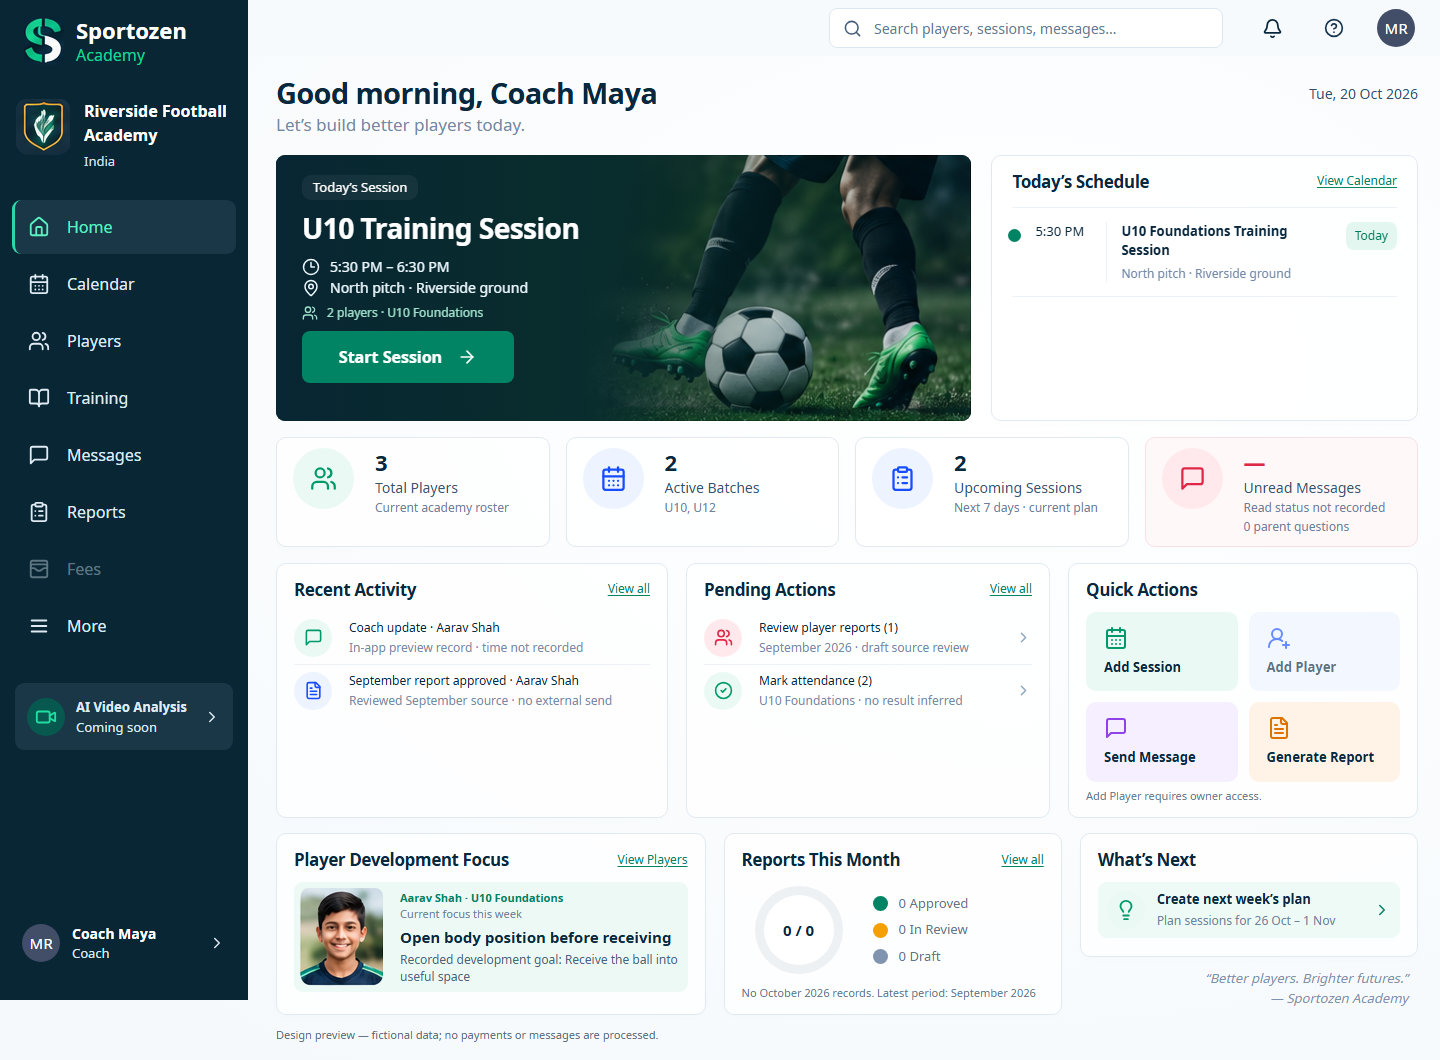 Sportozen
Academy
Riverside Football
Academy
India
Home
Calendar
Players
Training
Messages
Reports
Fees
More
AI Video Analysis
Coming soon
MR
Coach Maya
Coach
Search players, sessions, messages...
MR
Good morning, Coach Maya
Let’s build better players today.
Tue, 20 Oct 2026
Today’s Session
U10 Training Session
5:30 PM – 6:30 PM
North pitch · Riverside ground
2 players · U10 Foundations
Start Session
Today’s Schedule
View Calendar
5:30 PM
U10 Foundations Training
Session
North pitch · Riverside ground
Today
3
Total Players
Current academy roster
2
Active Batches
U10, U12
2
Upcoming Sessions
Next 7 days · current plan
—
Unread Messages
Read status not recorded
0 parent questions
Recent Activity
View all
Coach update · Aarav Shah
In-app preview record · time not recorded
September report approved · Aarav Shah
Reviewed September source · no external send
Pending Actions
View all
Review player reports (1)
September 2026 · draft source review
Mark attendance (2)
U10 Foundations · no result inferred
Quick Actions
Add Session
Add Player
Send Message
Generate Report
Add Player requires owner access.
Player Development Focus
View Players
Aarav Shah · U10 Foundations
Current focus this week
Open body position before receiving
Recorded development goal: Receive the ball into
useful space
Reports This Month
View all
0 / 0
0 Approved
0 In Review
0 Draft
No October 2026 records. Latest period: September 2026
What’s Next
Create next week’s plan
Plan sessions for 26 Oct – 1 Nov
“Better players. Brighter futures.”
— Sportozen Academy
Design preview — fictional data; no payments or messages are processed.